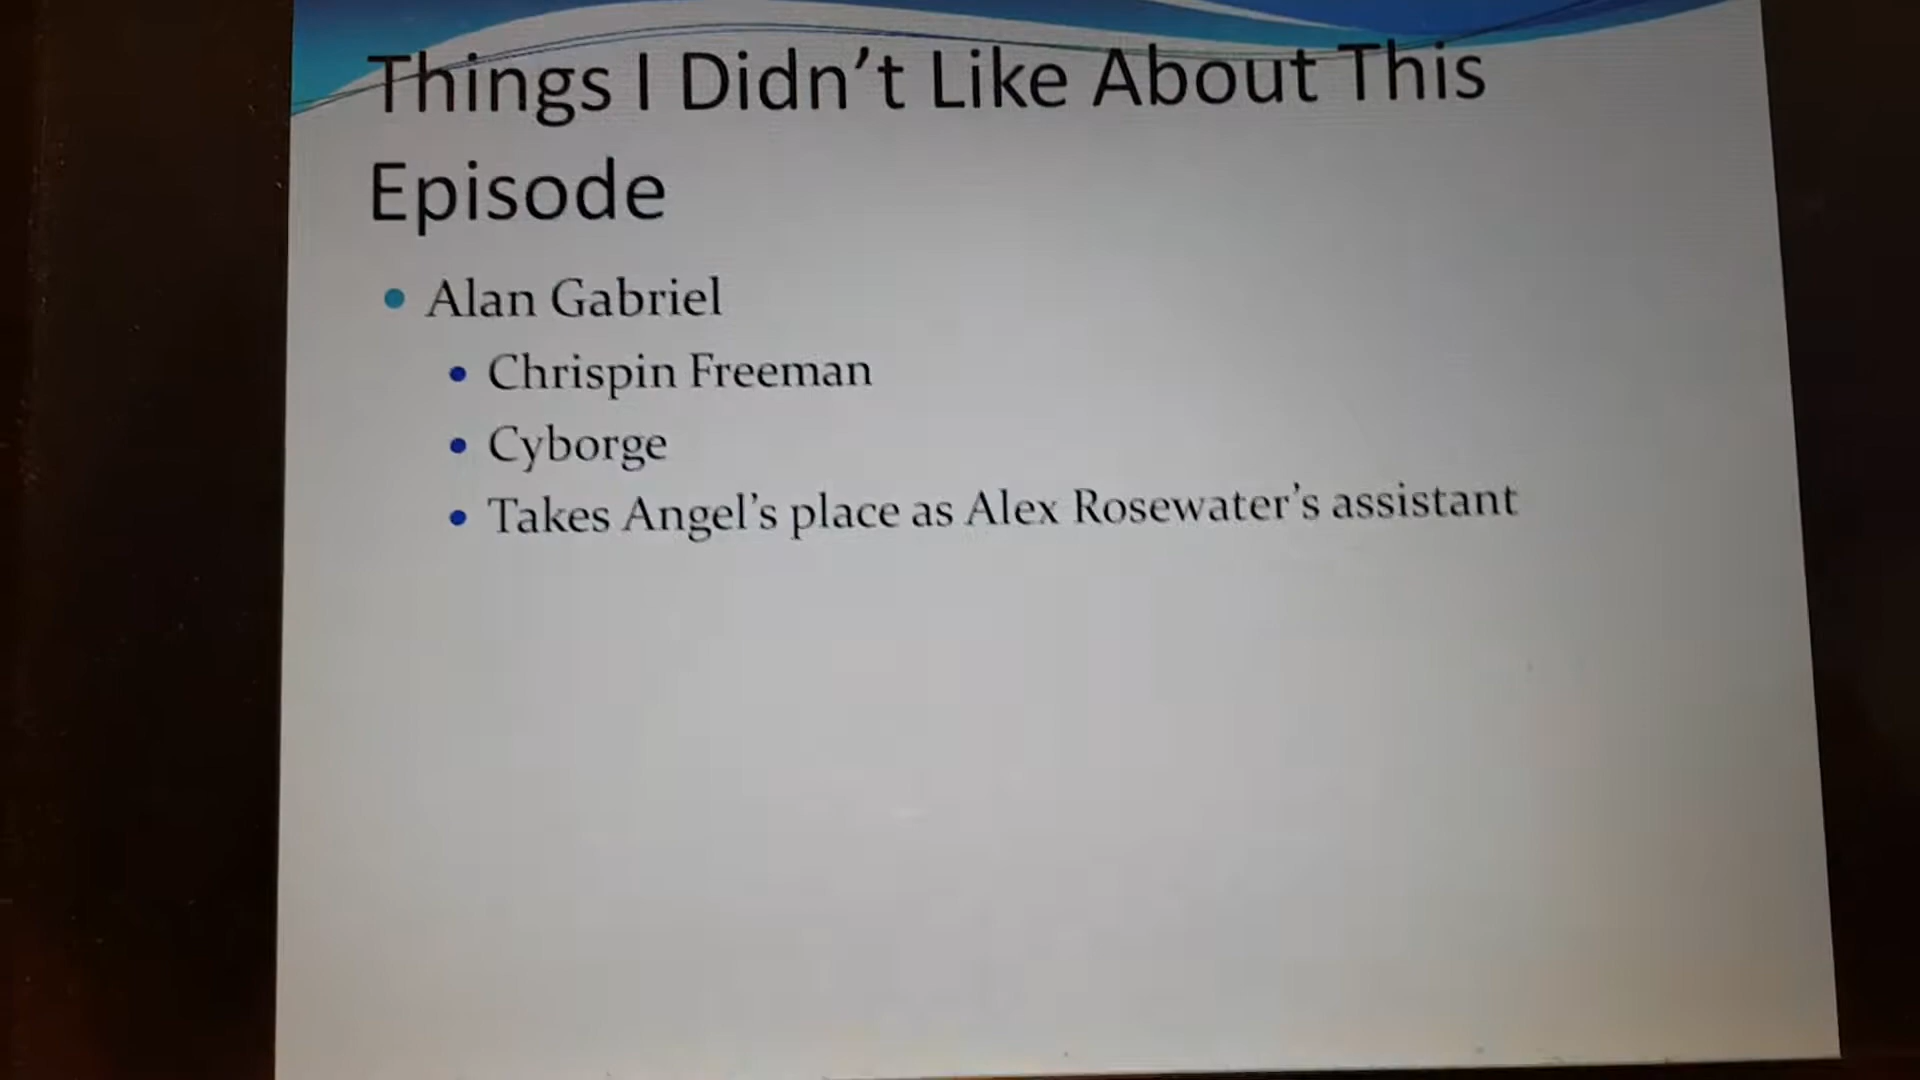 Things I Didn't Like About This
Episode
• Alan Gabriel
• Chrispin Freeman
• Cyborge
• Takes Angel's place as Alex Rosewater's assistant